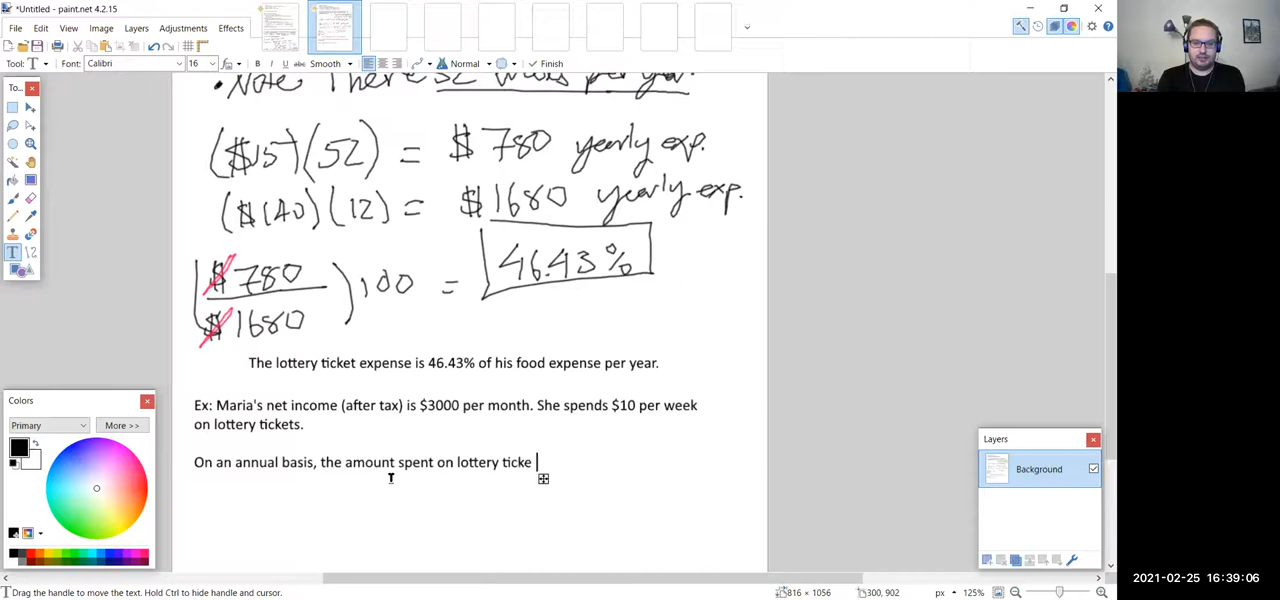 *Untitled - paint.net 4.2.15
File Edit View Image Layers Adjustments Effects
Tool: T Font: Calibri 16 B I U abc Smooth Normal Finish
To...
• Note There 52 weeks per year.
($15)(52) = $780 yearly exp.
($140)(12) = $1680 yearly exp.
($780 / $1680) 100 = 46.43%
The lottery ticket expense is 46.43% of his food expense per year.
Ex: Maria's net income (after tax) is $3000 per month. She spends $10 per week
on lottery tickets.
On an annual basis, the amount spent on lottery ticke
Colors
Primary More >>
Layers
Background
2021-02-25 16:39:06
Drag the handle to move the text. Hold Ctrl to hide handle and cursor. 816 x 1056 300, 902 px 125%